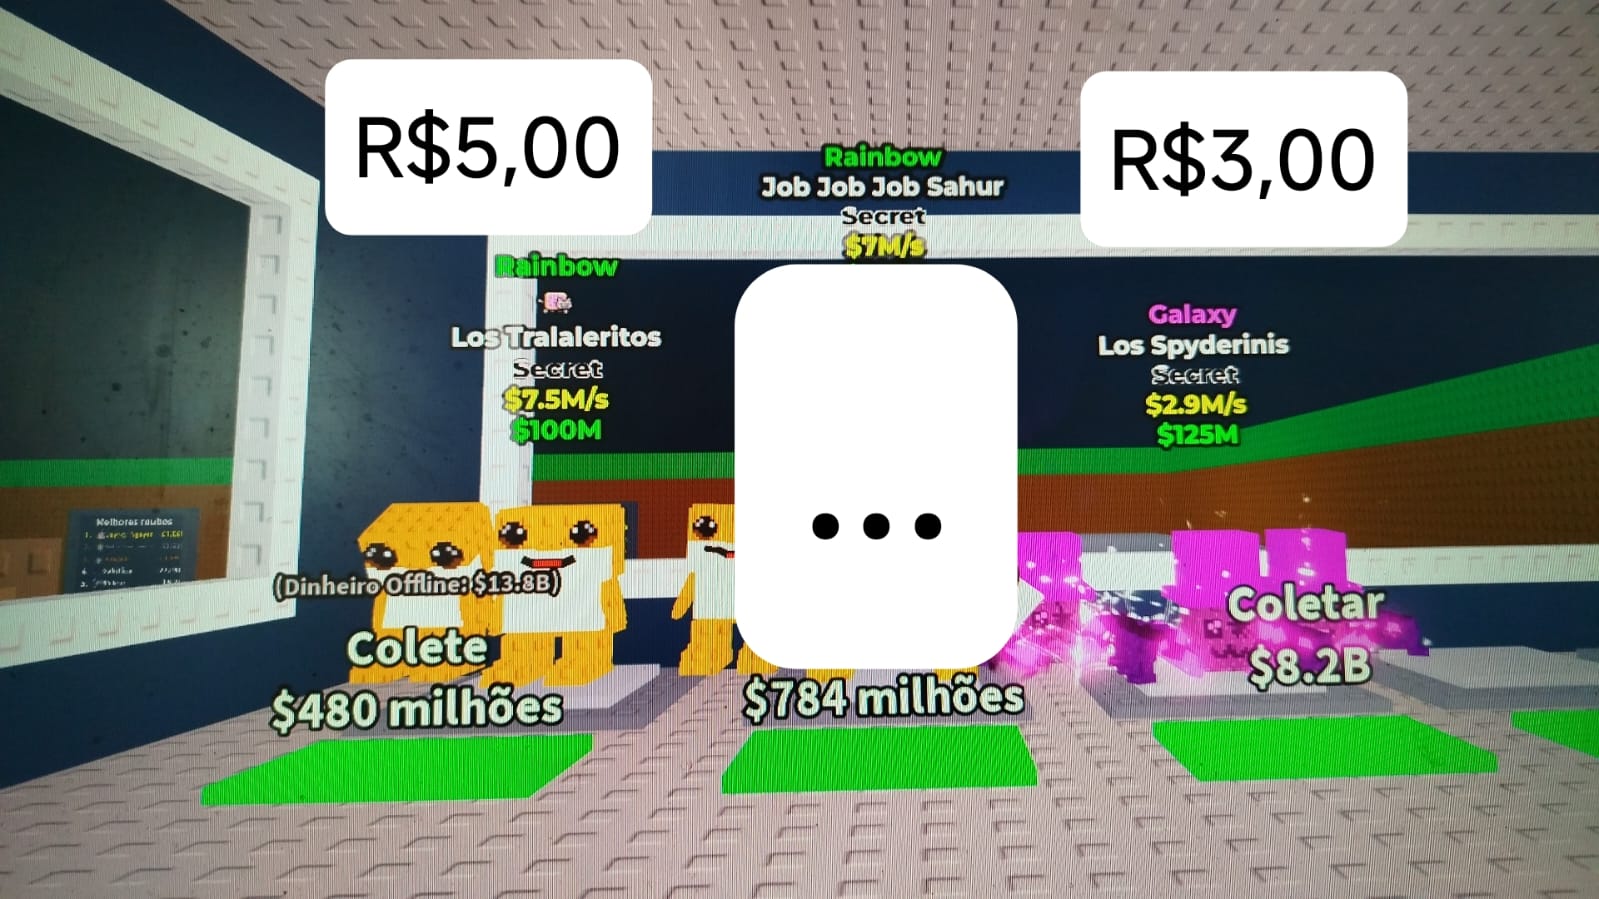 R$5,00
R$3,00
Rainbow
Job Job Job Sahur
Secret
$7M/s
Rainbow
Los Tralaleritos
Secret
$7.5M/s
$100M
Galaxy
Los Spyderinis
Secret
$2.9M/s
$125M
...
Melhores roubos
(Dinheiro Offline: $13.8B)
Colete
$480 milhões
$784 milhões
Coletar
$8.2B